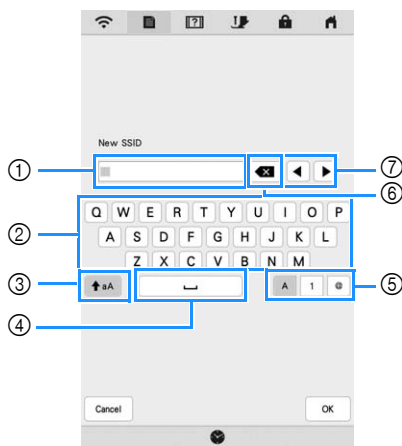 New SSID
①
⑦
⑥
Q W E R T Y U I O P
②
A S D F G H J K L
Z X C V B N M
③
aA
A 1 @
⑤
④
Cancel
OK